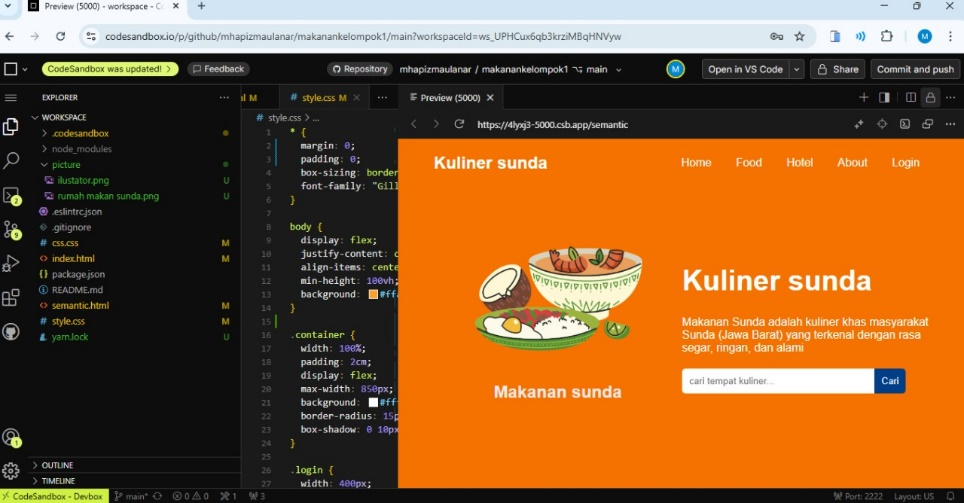 Preview (5000) - workspace - C
codesandbox.io/p/github/mhapizmaulanar/makanankelompok1/main?workspaceId=ws_UPHCux6qb3krziMBqHNVyw
M
CodeSandbox was updated!
Feedback
Repository
mhapizmaulanar / makanankelompok1
main
M
Open in VS Code
Share
Commit and push
EXPLORER
WORKSPACE
.codesandbox
node_modules
picture
ilustator.png U
rumah makan sunda.png U
.eslintrc.json
.gitignore
# css.css M
<> index.html M
{} package.json
README.md
<> semantic.html M
# style.css M
yarn.lock U
OUTLINE
TIMELINE
2
9
1
M
# style.css M
# style.css > ...
1 * {
2 margin: 0;
3 padding: 0;
4 box-sizing: border
5 font-family: "Gill
6 }
7
8 body {
9 display: flex;
10 justify-content: c
11 align-items: cente
12 min-height: 100vh;
13 background: #ff
14 }
15
16 .container {
17 width: 100%;
18 padding: 2cm;
19 display: flex;
20 max-width: 850px;
21 background: #ff
22 border-radius: 15p
23 box-shadow: 0 10px
24 }
25
26 .login {
27 width: 400px;
Preview (5000)
https://4lyxj3-5000.csb.app/semantic
Kuliner sunda
Home Food Hotel About Login
Makanan sunda
Kuliner sunda
Makanan Sunda adalah kuliner khas masyarakat
Sunda (Jawa Barat) yang terkenal dengan rasa
segar, ringan, dan alami
cari tempat kuliner... Cari
CodeSandbox - Devbox
main*
0 0
1
3
Port: 2222
Layout: US